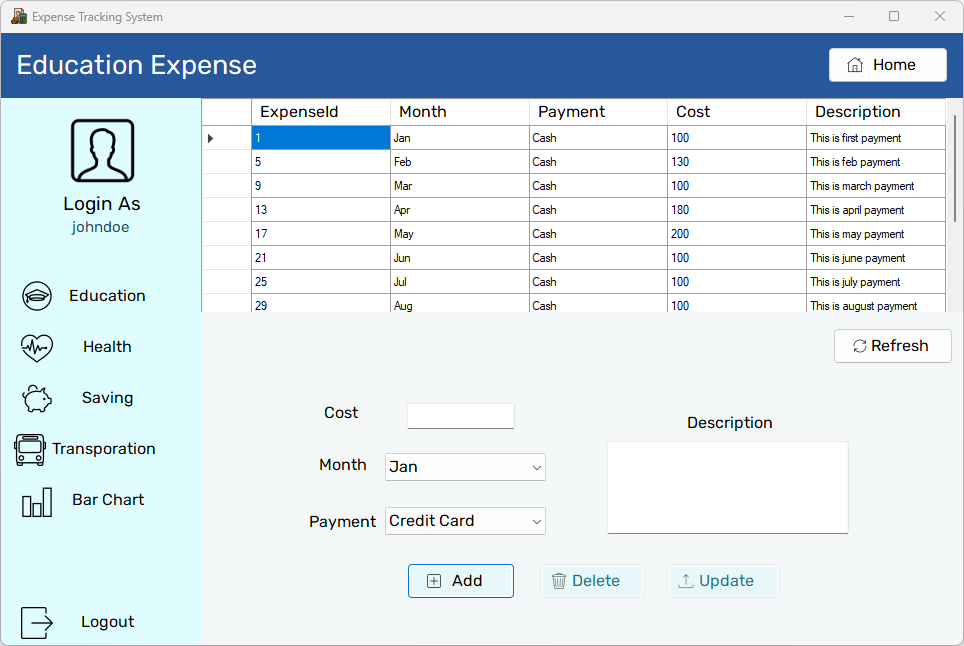 Expense Tracking System
Education Expense
Home
Login As
johndoe
Education
Health
Saving
Transporation
Bar Chart
Logout
ExpenseId Month Payment Cost Description
1 Jan Cash 100 This is first payment
5 Feb Cash 130 This is feb payment
9 Mar Cash 100 This is march payment
13 Apr Cash 180 This is april payment
17 May Cash 200 This is may payment
21 Jun Cash 100 This is june payment
25 Jul Cash 100 This is july payment
29 Aug Cash 100 This is august payment
Refresh
Cost
Month Jan
Payment Credit Card
Description
Add Delete Update